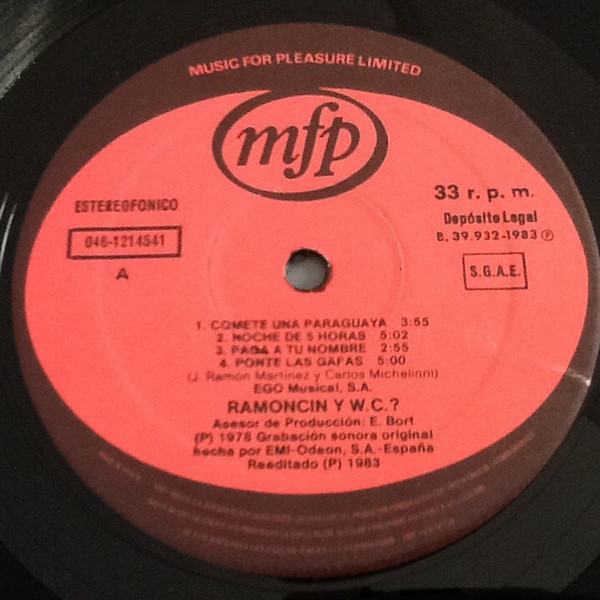 MUSIC FOR PLEASURE LIMITED
mfp
ESTEREOFONICO
046-1214541
A
33 r. p. m.
Depósito Legal
B. 39.932-1983 Ⓟ
S.G.A.E.
1. COMETE UNA PARAGUAYA 3:55
2. NOCHE DE 5 HORAS 5:02
3. PAGA A TU NOMBRE 2:55
4. PONTE LAS GAFAS 5:00
(J. Ramón Martínez y Carlos Michelinni)
EGO Musical, S.A.
RAMONCIN Y W.C.?
Asesor de Producción: E. Bort
(P) 1978 Grabación sonora original
hecha por EMI-Odeon, S.A.-España
Reeditado (P) 1983